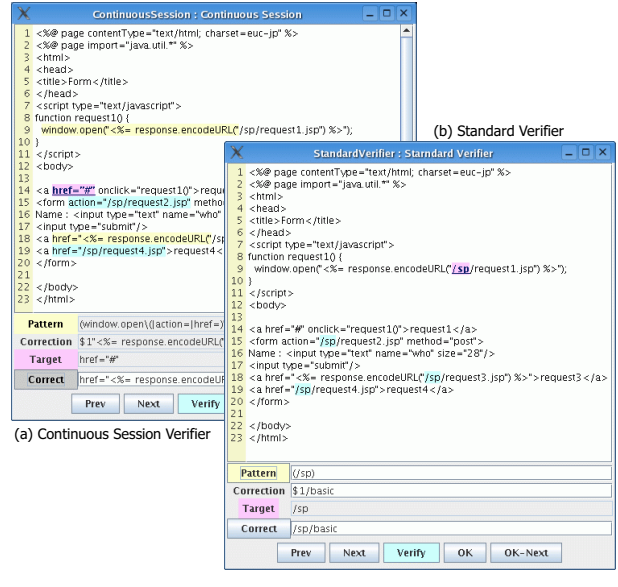 ContinuousSession : Continuous Session
1 <%@ page contentType="text/html; charset=euc-jp" %>
2 <%@ page import="java.util.*" %>
3 <html>
4 <head>
5 <title>Form</title>
6 </head>
7 <script type="text/javascript">
8 function request1() {
9 window.open("<%= response.encodeURL("/sp/request1.jsp") %>");
10 }
11 </script>
12 <body>
13
14 <a href="#" onclick="request1()">requ
15 <form action="/sp/request2.jsp" metho
16 Name : <input type="text" name="who"
17 <input type="submit"/>
18 <a href="<%= response.encodeURL("/sp
19 <a href="/sp/request4.jsp">request4<
20 </form>
21
22 </body>
23 </html>
Pattern (window.open\(|action=|href=)
Correction $1"<%= response.encodeURL("
Target href="#"
Correct href="<%= response.encodeUR
Prev Next Verify
(a) Continuous Session Verifier
(b) Standard Verifier
StandardVerifier : Starndard Verifier
1 <%@ page contentType="text/html; charset=euc-jp" %>
2 <%@ page import="java.util.*" %>
3 <html>
4 <head>
5 <title>Form</title>
6 </head>
7 <script type="text/javascript">
8 function request1() {
9 window.open("<%= response.encodeURL("/sp/request1.jsp") %>");
10 }
11 </script>
12 <body>
13
14 <a href="#" onclick="request1()">request1</a>
15 <form action="/sp/request2.jsp" method="post">
16 Name : <input type="text" name="who" size="28"/>
17 <input type="submit"/>
18 <a href="<%= response.encodeURL("/sp/request3.jsp") %>">request3</a>
19 <a href="/sp/request4.jsp">request4</a>
20 </form>
21
22 </body>
23 </html>
Pattern (/sp)
Correction $1/basic
Target /sp
Correct /sp/basic
Prev Next Verify OK OK-Next